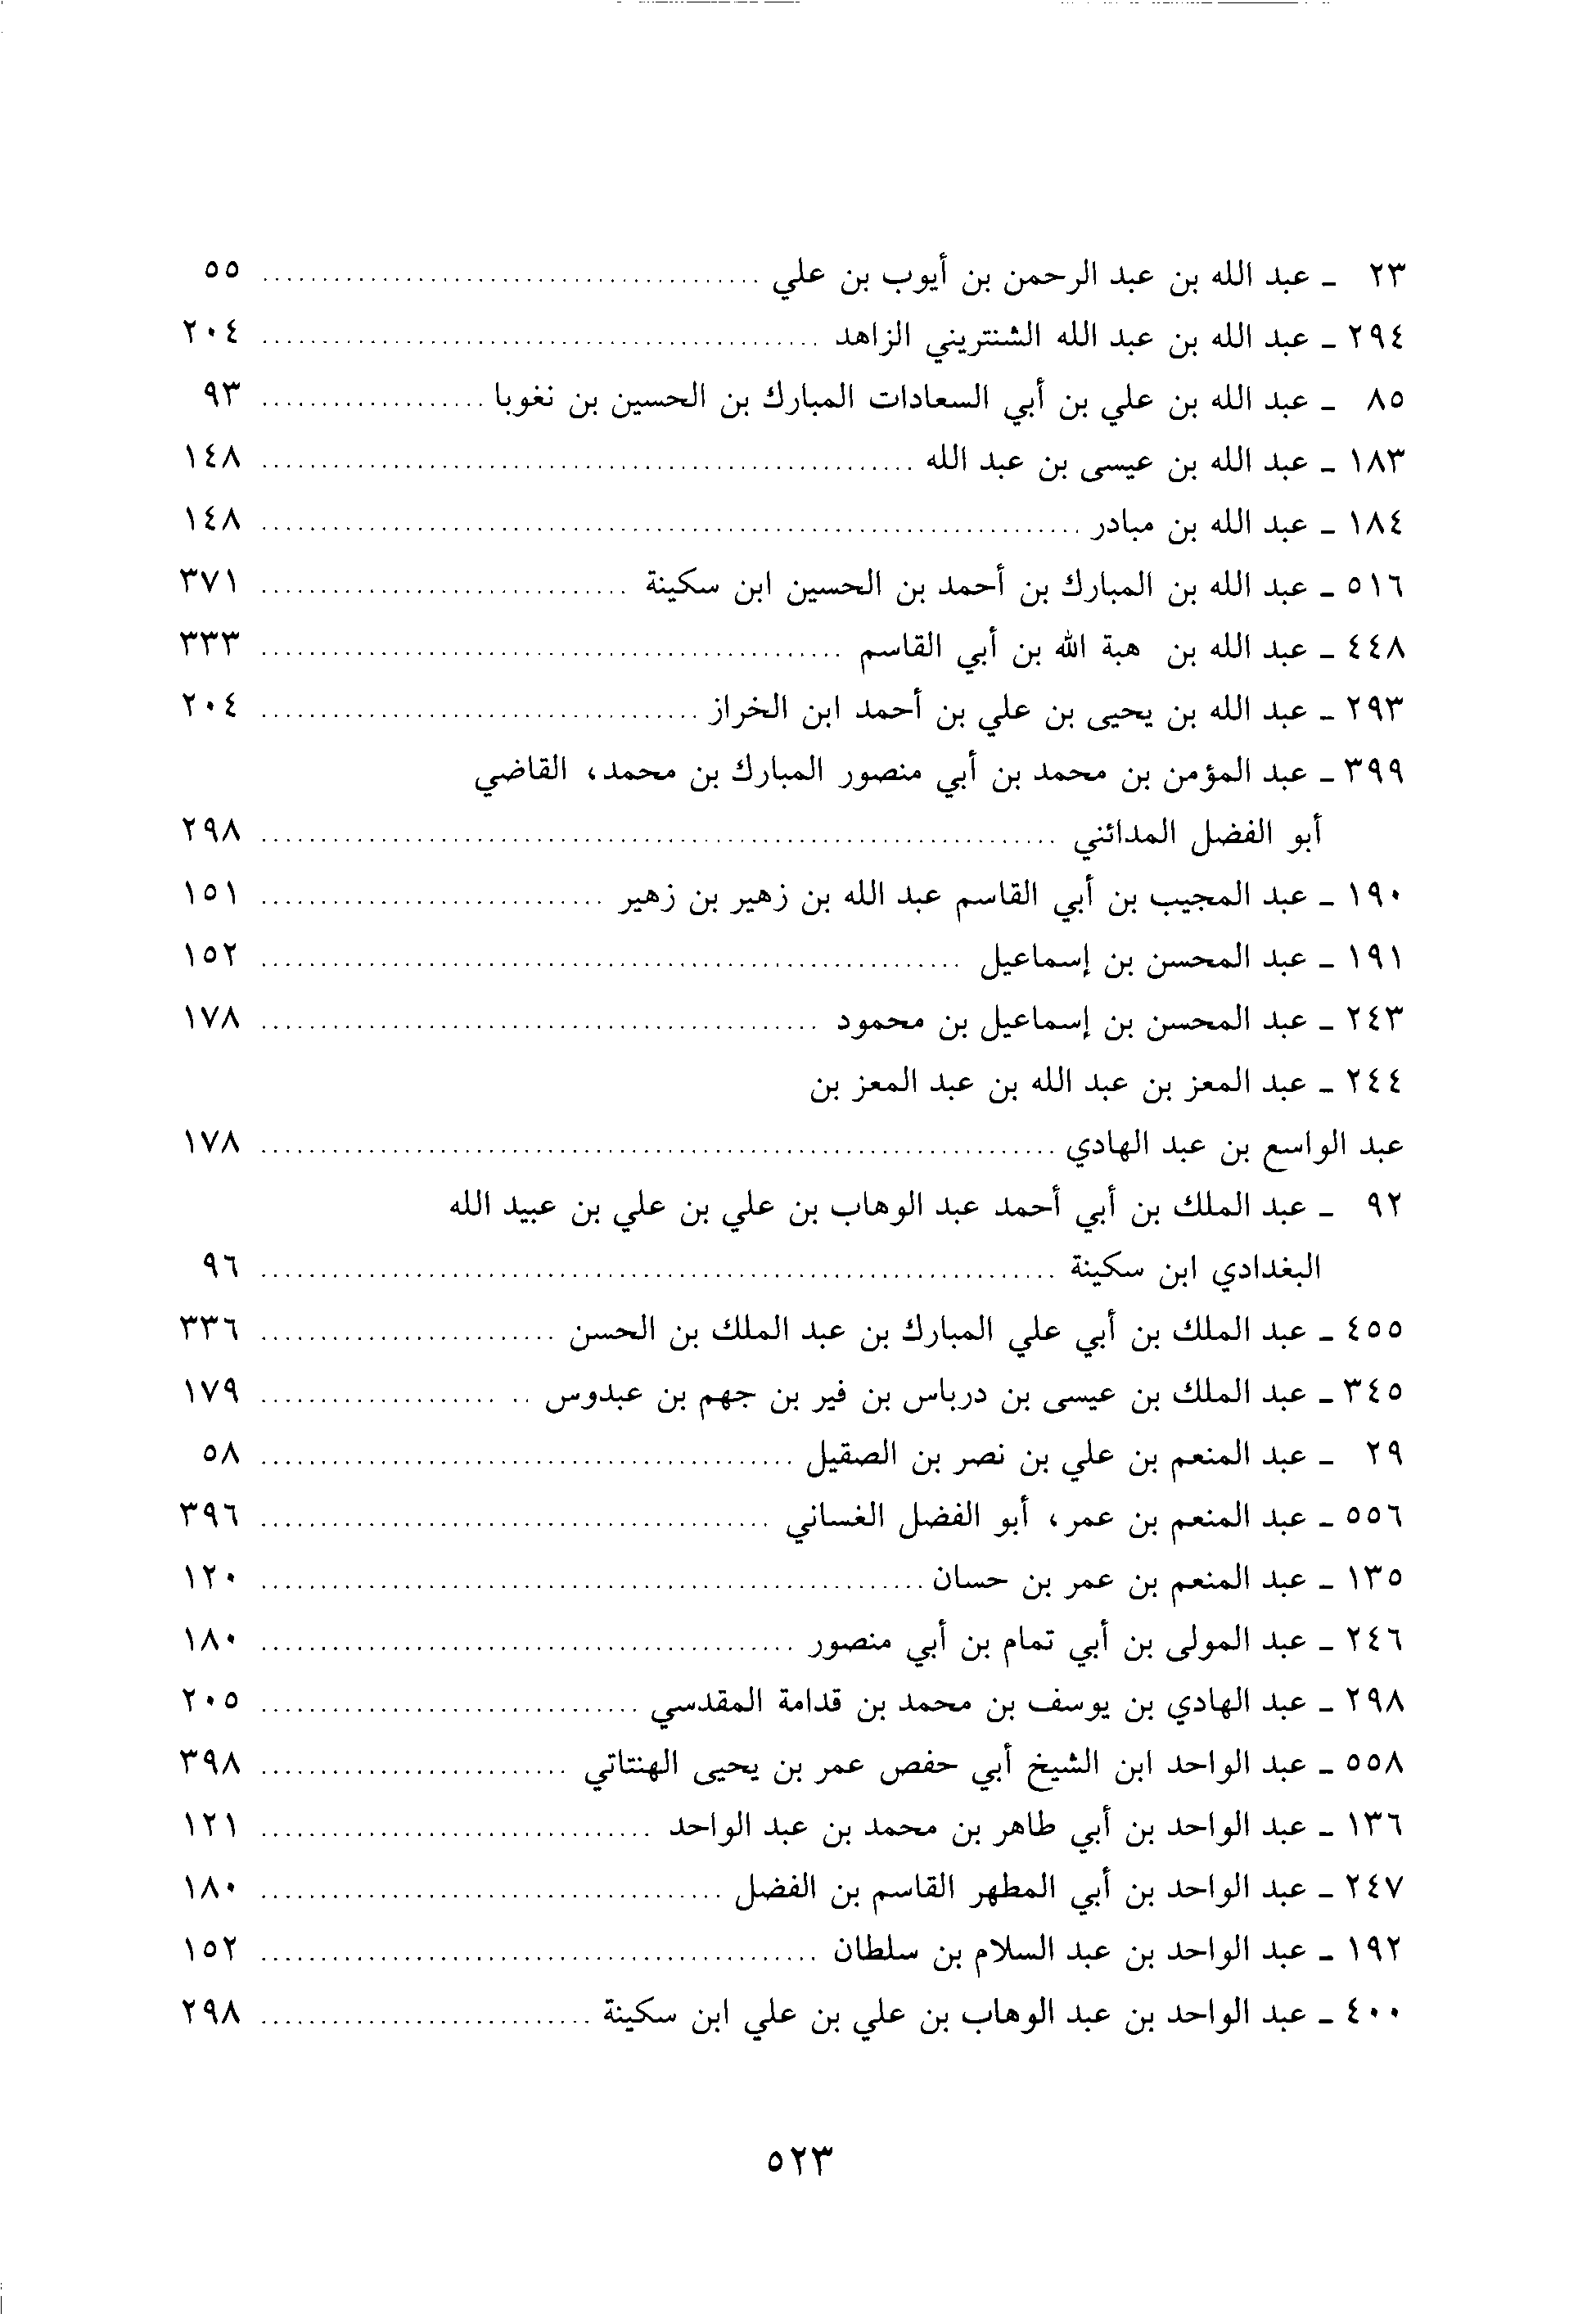 ٢٣ ـ عبد الله بن عبد الرحمن بن أيوب بن علي ........ ٥٥
٢٩٤ ـ عبد الله بن عبد الله الشنتريني الزاهد ........ ٢٠٤
٨٥ ـ عبد الله بن علي بن أبي السعادات المبارك بن الحسين بن نغوبا ........ ٩٣
١٨٣ ـ عبد الله بن عيسى بن عبد الله ........ ١٤٨
١٨٤ ـ عبد الله بن مبادر ........ ١٤٨
٥١٦ ـ عبد الله بن المبارك بن أحمد بن الحسين ابن سكينة ........ ٣٧١
٤٤٨ ـ عبد الله بن هبة الله بن أبي القاسم ........ ٣٣٣
٢٩٣ ـ عبد الله بن يحيى بن علي بن أحمد ابن الخراز ........ ٢٠٤
٣٩٩ ـ عبد المؤمن بن محمد بن أبي منصور المبارك بن محمد، القاضي
أبو الفضل المدائني ........ ٢٩٨
١٩٠ ـ عبد المجيب بن أبي القاسم عبد الله بن زهير بن زهير ........ ١٥١
١٩١ ـ عبد المحسن بن إسماعيل ........ ١٥٢
٢٤٣ ـ عبد المحسن بن إسماعيل بن محمود ........ ١٧٨
٢٤٤ ـ عبد المعز بن عبد الله بن عبد المعز بن
عبد الواسع بن عبد الهادي ........ ١٧٨
٩٢ ـ عبد الملك بن أبي أحمد عبد الوهاب بن علي بن علي بن عبيد الله
البغدادي ابن سكينة ........ ٩٦
٤٥٥ ـ عبد الملك بن أبي علي المبارك بن عبد الملك بن الحسن ........ ٣٣٦
٣٤٥ ـ عبد الملك بن عيسى بن درباس بن فير بن جهم بن عبدوس ........ ١٧٩
٢٩ ـ عبد المنعم بن علي بن نصر بن الصقيل ........ ٥٨
٥٥٦ ـ عبد المنعم بن عمر، أبو الفضل الغساني ........ ٣٩٦
١٣٥ ـ عبد المنعم بن عمر بن حسان ........ ١٢٠
٢٤٦ ـ عبد المولى بن أبي تمام بن أبي منصور ........ ١٨٠
٢٩٨ ـ عبد الهادي بن يوسف بن محمد بن قدامة المقدسي ........ ٢٠٥
٥٥٨ ـ عبد الواحد ابن الشيخ أبي حفص عمر بن يحيى الهنتاتي ........ ٣٩٨
١٣٦ ـ عبد الواحد بن أبي طاهر بن محمد بن عبد الواحد ........ ١٢١
٢٤٧ ـ عبد الواحد بن أبي المطهر القاسم بن الفضل ........ ١٨٠
١٩٢ ـ عبد الواحد بن عبد السلام بن سلطان ........ ١٥٢
٤٠٠ ـ عبد الواحد بن عبد الوهاب بن علي بن علي ابن سكينة ........ ٢٩٨
٥٢٣